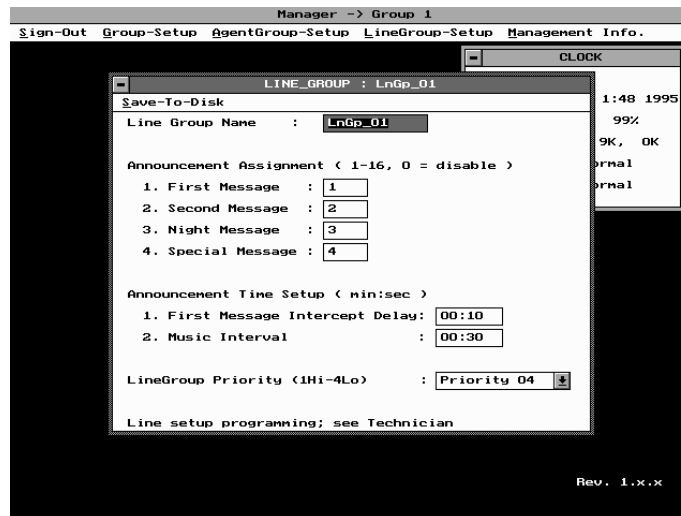 Manager -> Group 1
Sign-Out Group-Setup AgentGroup-Setup LineGroup-Setup Management Info.
CLOCK
1:48 1995
99%
9K, OK
ormal
ormal
LINE_GROUP : LnGp_01
Save-To-Disk
Line Group Name : LnGp_01
Announcement Assignment ( 1-16, 0 = disable )
1. First Message : 1
2. Second Message : 2
3. Night Message : 3
4. Special Message : 4
Announcement Time Setup ( min:sec )
1. First Message Intercept Delay: 00:10
2. Music Interval : 00:30
LineGroup Priority (1Hi-4Lo) : Priority 04
Line setup programming; see Technician
Rev. 1.x.x